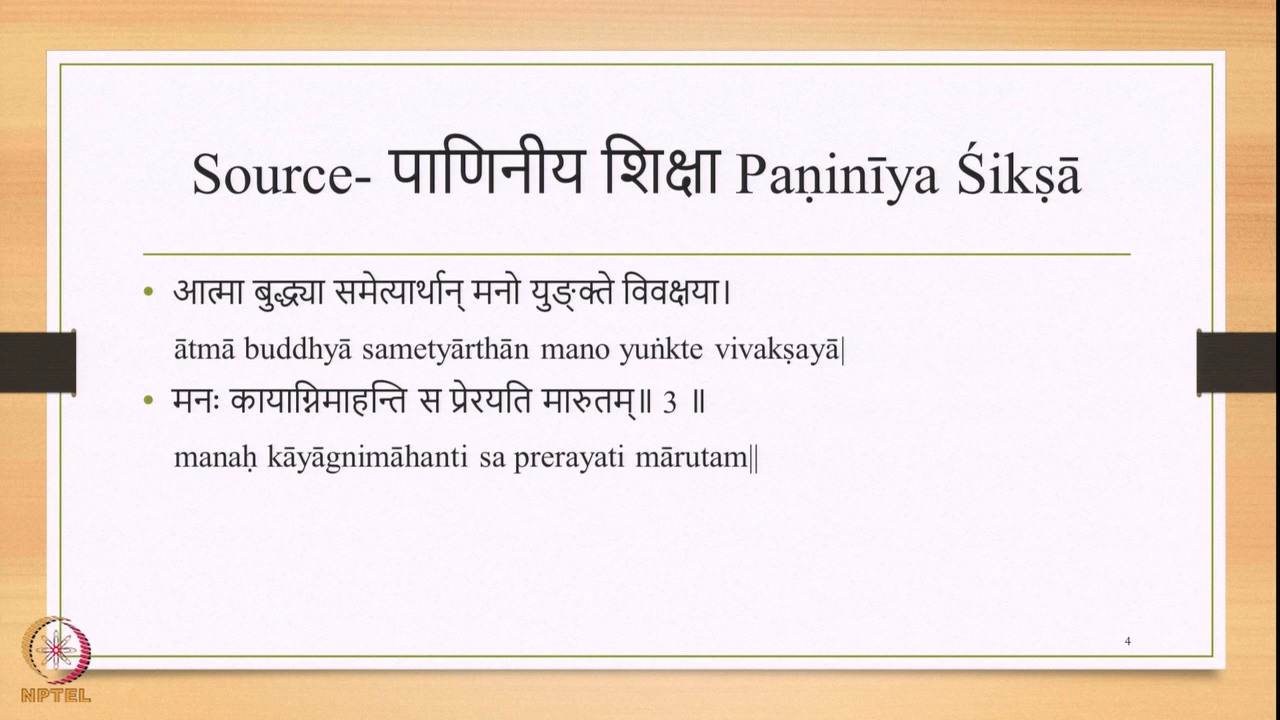 Source- पाणिनीय शिक्षा Paṇinīya Śikṣā
• आत्मा बुद्ध्या समेत्यार्थान् मनो युङ्क्ते विवक्षया।
ātmā buddhyā sametyārthān mano yuṅkte vivakṣayā|
• मनः कायाग्निमाहन्ति स प्रेरयति मारुतम्॥ 3 ॥
manaḥ kāyāgnimāhanti sa prerayati mārutam||
4
NPTEL